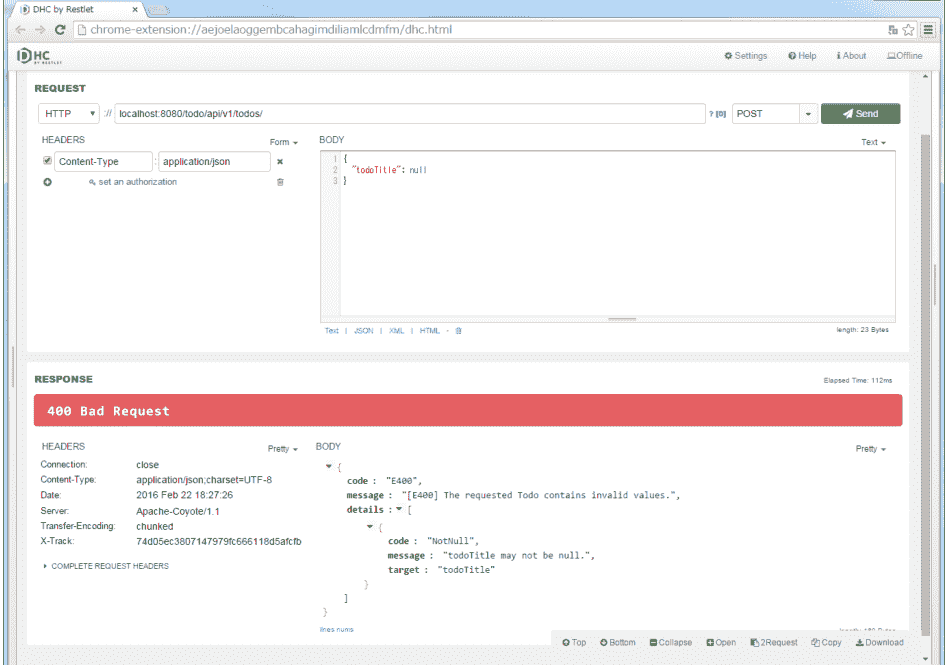 DHC by Restlet
chrome-extension://aejoelaoggembcahagimdiliamlcdmfm/dhc.html
DHC
BY RESTLET
Settings Help About Offline
REQUEST
HTTP :// localhost:8080/todo/api/v1/todos/ ? [0] POST Send
HEADERS Form BODY Text
Content-Type : application/json
set an authorization
1 {
2 "todoTitle": null
3 }
Text | JSON | XML | HTML - length: 23 Bytes
RESPONSE Elapsed Time: 112ms
400 Bad Request
HEADERS Pretty BODY Pretty
Connection: close
Content-Type: application/json;charset=UTF-8
Date: 2016 Feb 22 18:27:26
Server: Apache-Coyote/1.1
Transfer-Encoding: chunked
X-Track: 74d05ec3807147979fc666118d5afcfb
COMPLETE REQUEST HEADERS
{
code : "E400",
message : "[E400] The requested Todo contains invalid values.",
details : [
{
code : "NotNull",
message : "todoTitle may not be null.",
target : "todoTitle"
}
]
}
lines nums
Top Bottom Collapse Open 2Request Copy Download